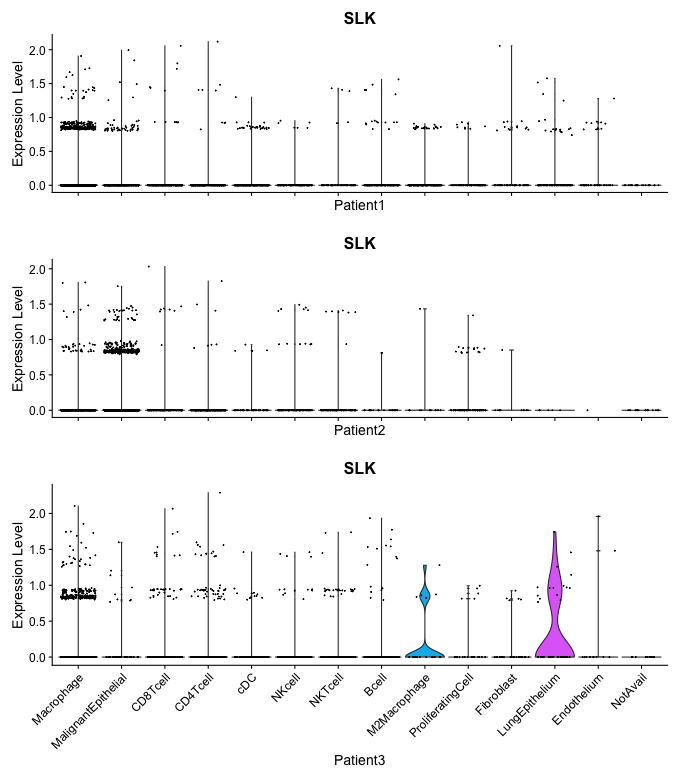 SLK
Expression Level
2.0
1.5
1.0
0.5
0.0
Patient1
SLK
Expression Level
2.0
1.5
1.0
0.5
0.0
Patient2
SLK
Expression Level
2.0
1.5
1.0
0.5
0.0
Macrophage
MalignantEpithelial
CD8Tcell
CD4Tcell
cDC
NKcell
NKTcell
Bcell
M2Macrophage
ProliferatingCell
Fibroblast
LungEpithelium
Endothelium
NotAvail
Patient3